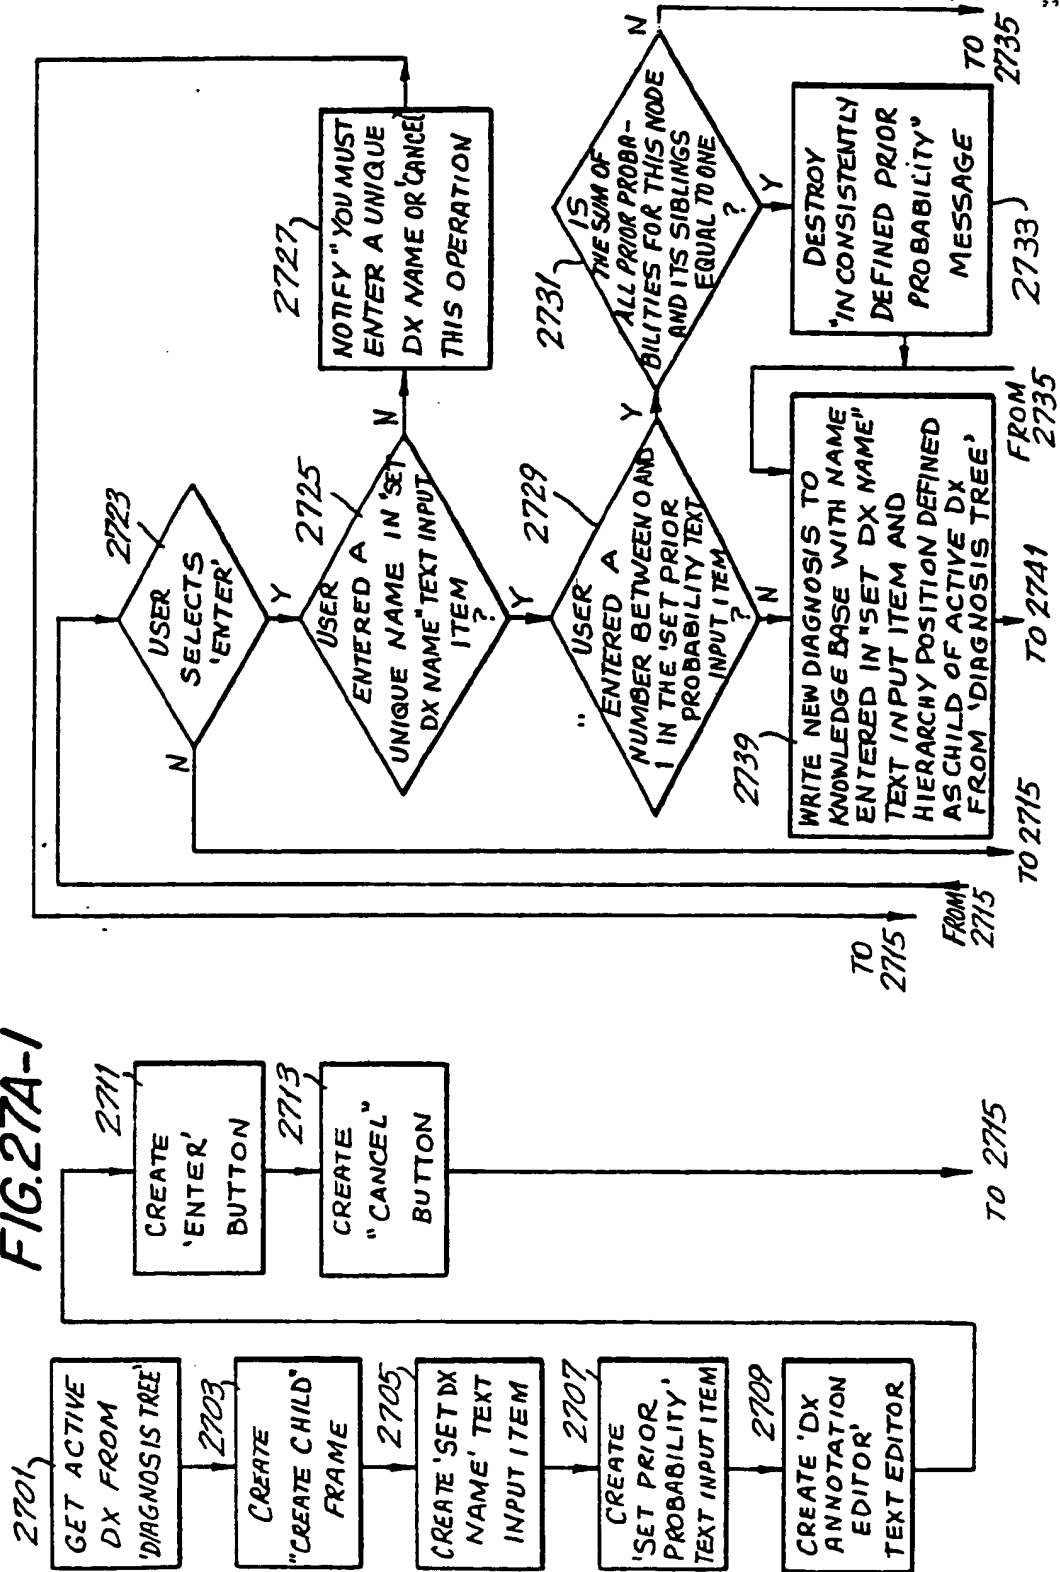 FIG.27A-1
2701
GET ACTIVE
DX FROM
'DIAGNOSIS TREE'
2703
CREATE
"CREATE CHILD"
FRAME
2705
CREATE 'SET DX
NAME' TEXT
INPUT ITEM
2707
CREATE
'SET PRIOR
PROBABILITY'
TEXT INPUT ITEM
2709
CREATE 'DX
ANNOTATION
EDITOR'
TEXT EDITOR
2711
CREATE
'ENTER'
BUTTON
2713
CREATE
"CANCEL"
BUTTON
TO 2715
2723
USER
SELECTS
'ENTER'
N
Y
2725
USER
ENTERED A
UNIQUE NAME IN "SET
DX NAME" TEXT INPUT
ITEM
?
N
Y
2727
NOTIFY "YOU MUST
ENTER A UNIQUE
DX NAME OR 'CANCEL'
THIS OPERATION
2729
USER
" ENTERED A
NUMBER BETWEEN 0 AND
1 IN THE 'SET PRIOR
PROBABILITY TEXT
INPUT ITEM
?
Y
N
2731
IS
THE SUM OF
ALL PRIOR PROBA-
BILITIES FOR THIS NODE
AND ITS SIBLINGS
EQUAL TO ONE
?
N
Y
TO
2735
DESTROY
"INCONSISTENTLY
DEFINED PRIOR
PROBABILITY"
MESSAGE
2733
2739
WRITE NEW DIAGNOSIS TO
KNOWLEDGE BASE WITH NAME
ENTERED IN "SET DX NAME"
TEXT INPUT ITEM AND
HIERARCHY POSITION DEFINED
AS CHILD OF ACTIVE DX
FROM 'DIAGNOSIS TREE'
TO
2715
FROM
2715
TO 2715
TO 2741
FROM
2735